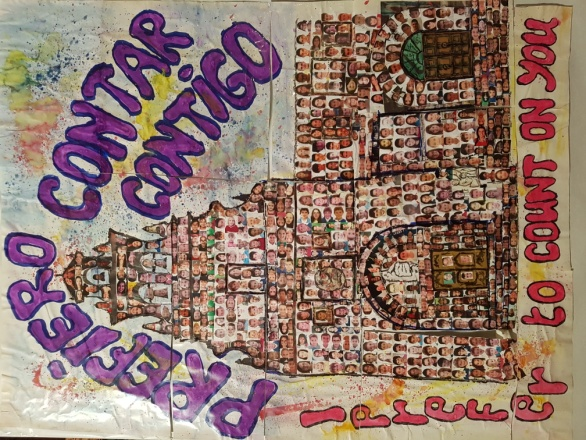 PREFiERO
CONTAR
CONTiGO
I PreFer
TO COUNT ON YOU